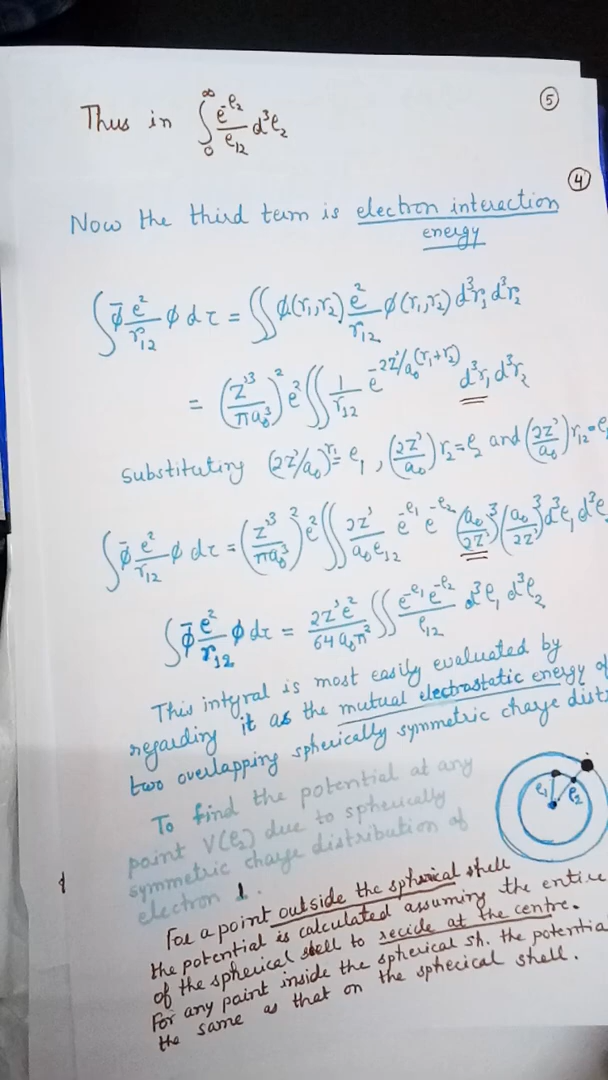 ⑤
Thus in ∫₀^∞ e^{-ρ₂}/ρ₁₂ d³ρ₂
④
Now the third term is electron interaction
energy
∫ φ̄ e²/r₁₂ φ dτ = ∬ φ(r₁,r₂) e²/r₁₂ φ(r₁,r₂) d³r₁ d³r₂
= (Z'³/πa₀³)² e² ∬ 1/r₁₂ e^{-2Z'/a₀(r₁+r₂)} d³r₁ d³r₂
substituting (2Z'/a₀) r₁ = ρ₁ , (2Z'/a₀) r₂ = ρ₂ and (2Z'/a₀) r₁₂ = ρ
∫ φ̄ e²/r₁₂ φ dτ = (Z'³/πa₀³)² e² ∬ 2Z'/a₀ρ₁₂ e^{-ρ₁} e^{-ρ₂} (a₀/2Z')³ (a₀/2Z')³ d³ρ₁ d³ρ
∫ φ̄ e²/r₁₂ φ dτ = 2Z'e²/64a₀π² ∬ e^{-ρ₁} e^{-ρ₂}/ρ₁₂ d³ρ₁ d³ρ₂
This intgral is most easily evaluated by
regarding it as the mutual electrostatic energy of
two overlapping spherically symmetric charge dist
To find the potential at any
point V(ρ₂) due to spherically
symmetric charge distribution of
electron 1.
ρ₁ ρ₂
For a point outside the spherical shell
the potential is calculated assuming the entire
of the spherical shell to recide at the centre.
For any point inside the spherical sh. the potentia
the same as that on the spherical shell.